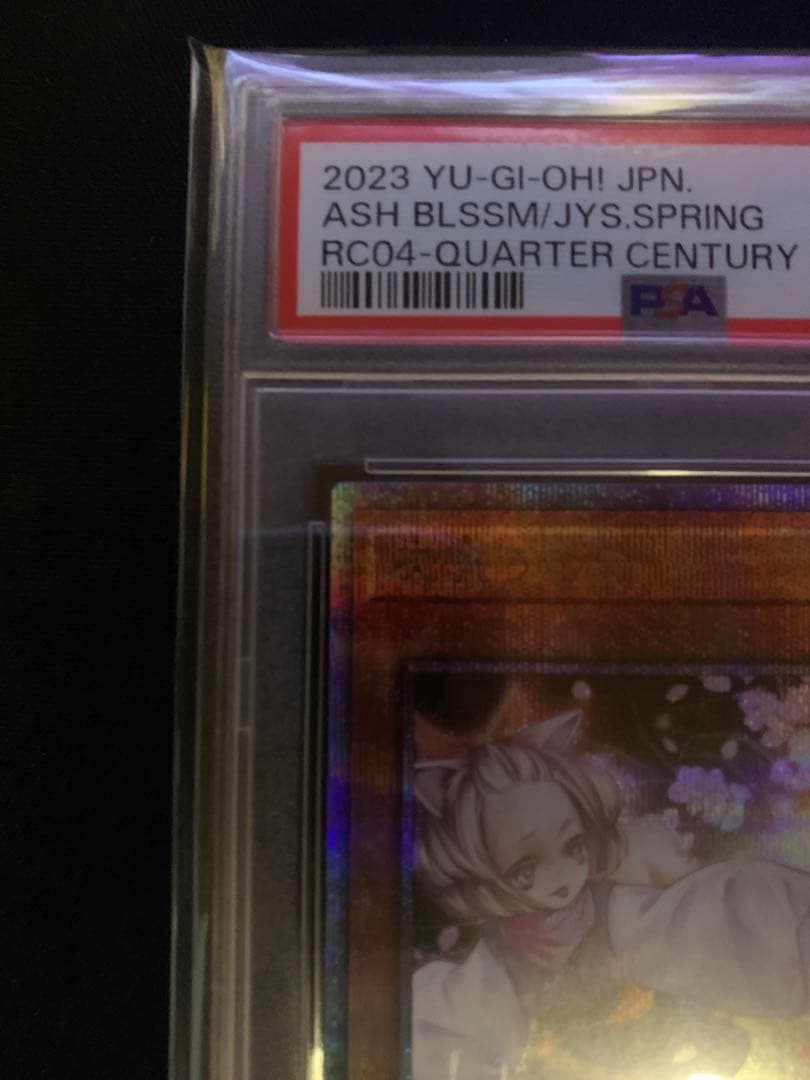 2023 YU-GI-OH! JPN.
ASH BLSSM/JYS.SPRING
RC04-QUARTER CENTURY
PSA